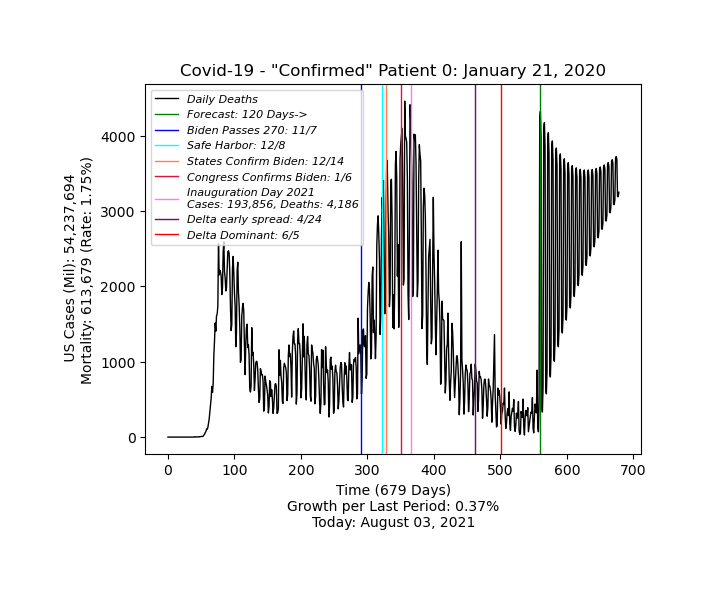 Covid-19 - "Confirmed" Patient 0: January 21, 2020
Daily Deaths
Forecast: 120 Days->
Biden Passes 270: 11/7
Safe Harbor: 12/8
States Confirm Biden: 12/14
Congress Confirms Biden: 1/6
Inauguration Day 2021
Cases: 193,856, Deaths: 4,186
Delta early spread: 4/24
Delta Dominant: 6/5
US Cases (Mil): 54,237,694
Mortality: 613,679 (Rate: 1.75%)
4000
3000
2000
1000
0
0 100 200 300 400 500 600 700
Time (679 Days)
Growth per Last Period: 0.37%
Today: August 03, 2021